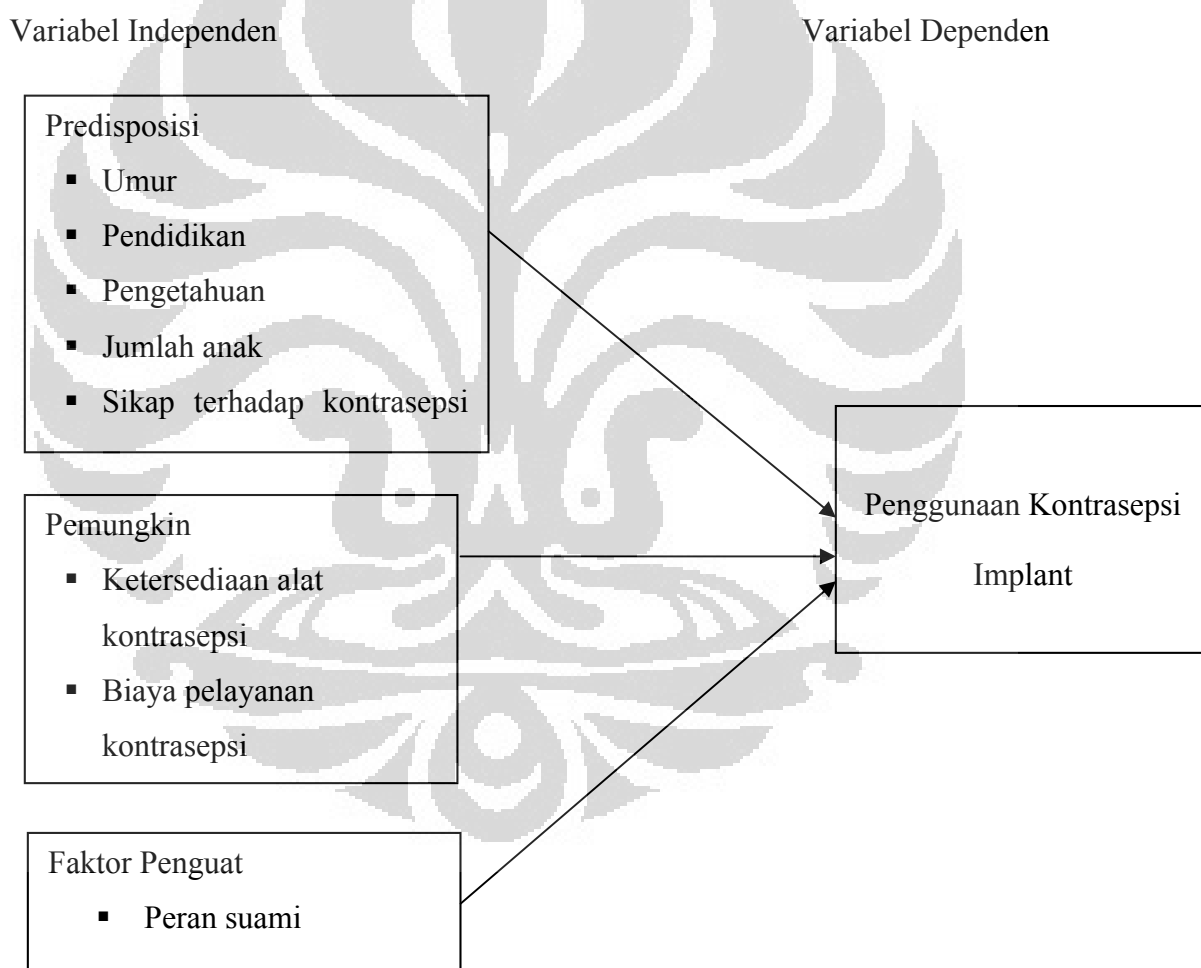 Variabel Independen
Variabel Dependen
Predisposisi
▪ Umur
▪ Pendidikan
▪ Pengetahuan
▪ Jumlah anak
▪ Sikap terhadap kontrasepsi
Pemungkin
▪ Ketersediaan alat
kontrasepsi
▪ Biaya pelayanan
kontrasepsi
Faktor Penguat
▪ Peran suami
Penggunaan Kontrasepsi
Implant